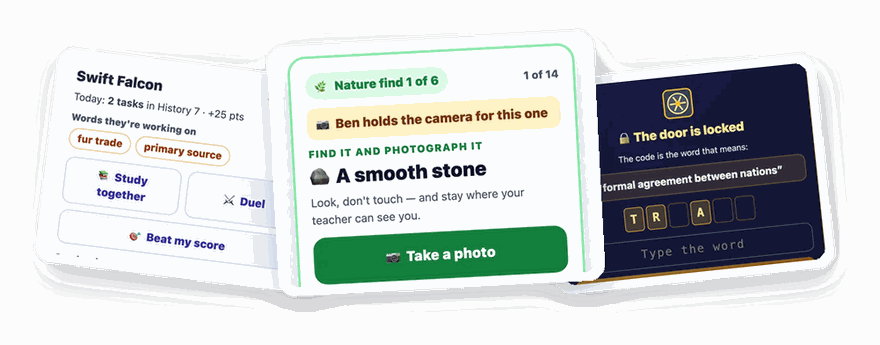 Swift Falcon
Today: 2 tasks in History 7 · +25 pts
Words they're working on
fur trade
primary source
Study together
Duel
Beat my score
Nature find 1 of 6
1 of 14
Ben holds the camera for this one
FIND IT AND PHOTOGRAPH IT
A smooth stone
Look, don't touch — and stay where your
teacher can see you.
Take a photo
The door is locked
The code is the word that means:
formal agreement between nations”
T R A
Type the word